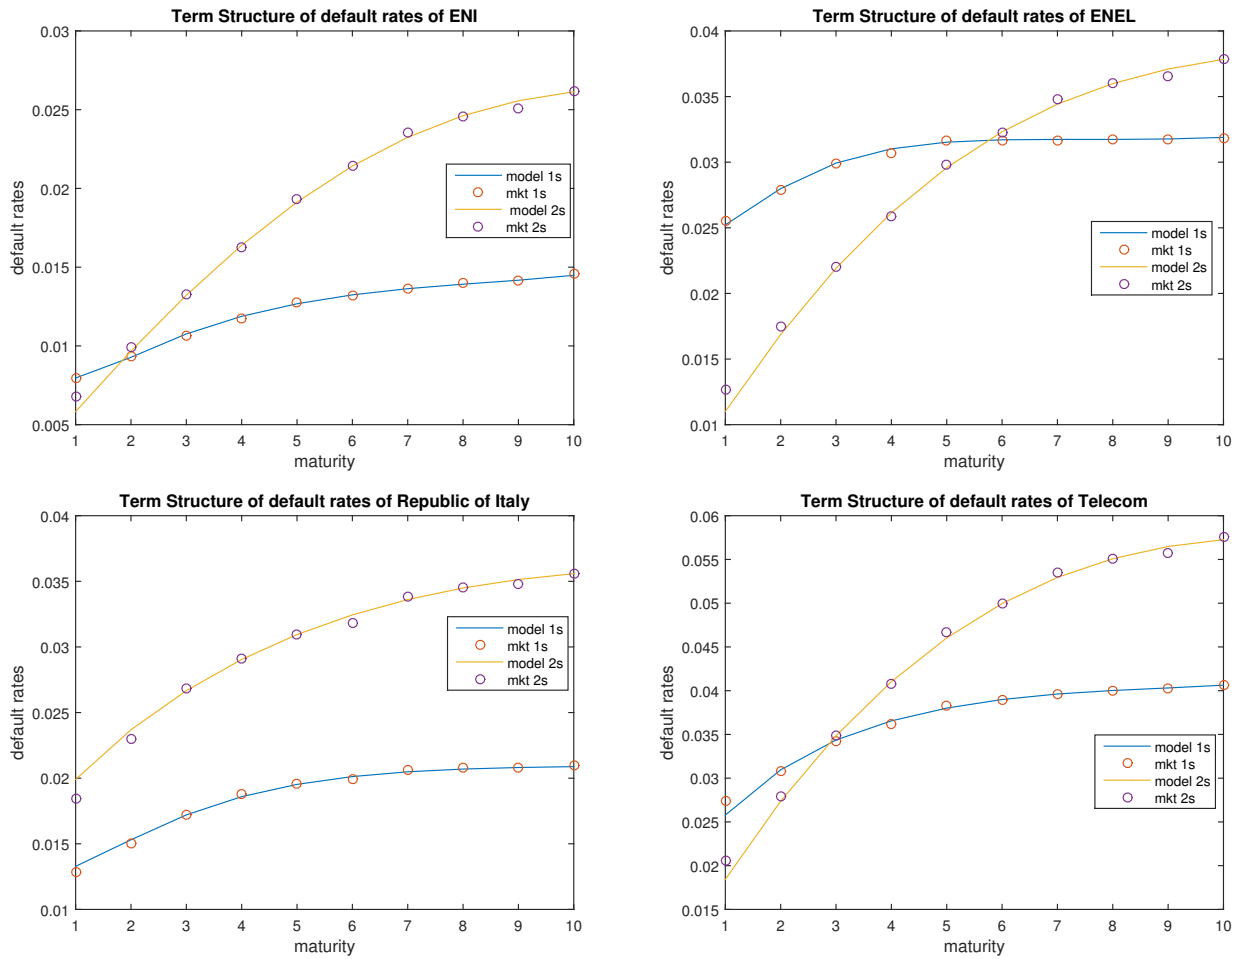 Term Structure of default rates of ENI
0.03
0.025
0.02
0.015
0.01
0.005
default rates
model 1s
mkt 1s
model 2s
mkt 2s
1 2 3 4 5 6 7 8 9 10
maturity
Term Structure of default rates of ENEL
0.04
0.035
0.03
0.025
0.02
0.015
0.01
default rates
model 1s
mkt 1s
model 2s
mkt 2s
1 2 3 4 5 6 7 8 9 10
maturity
Term Structure of default rates of Republic of Italy
0.04
0.035
0.03
0.025
0.02
0.015
0.01
default rates
model 1s
mkt 1s
model 2s
mkt 2s
1 2 3 4 5 6 7 8 9 10
maturity
Term Structure of default rates of Telecom
0.06
0.055
0.05
0.045
0.04
0.035
0.03
0.025
0.02
0.015
default rates
model 1s
mkt 1s
model 2s
mkt 2s
1 2 3 4 5 6 7 8 9 10
maturity